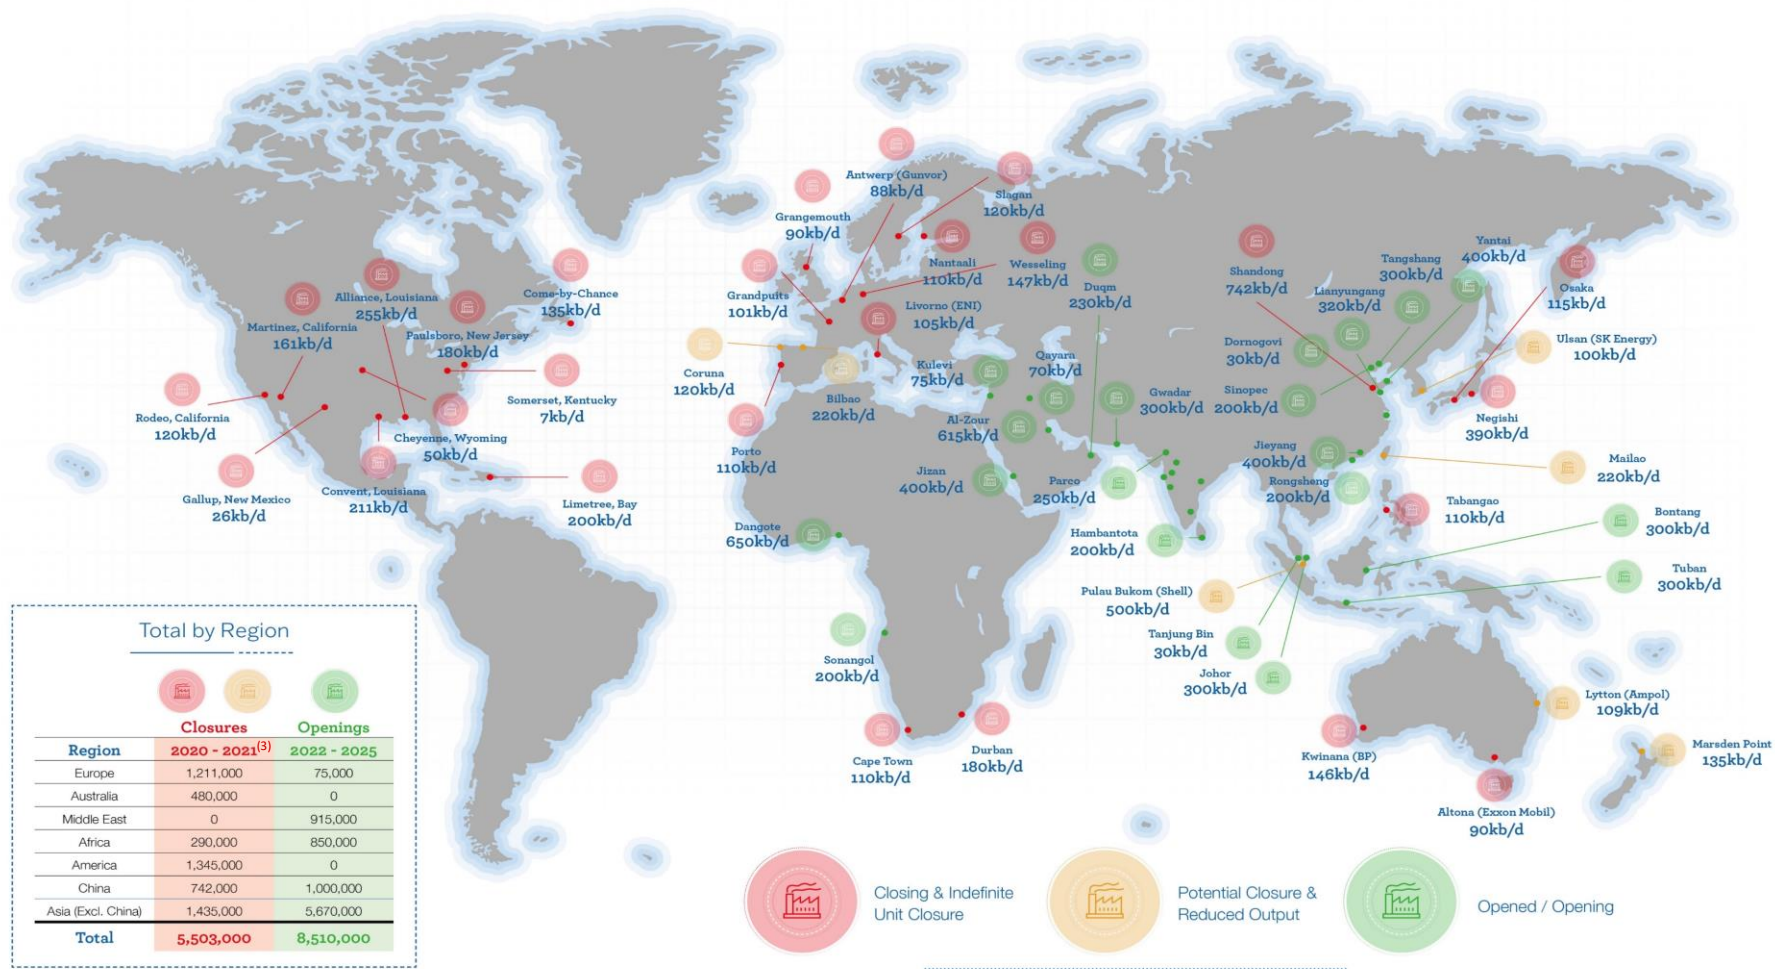 Antwerp (Gunvor)
88kb/d
Slagan
120kb/d
Grangemouth
90kb/d
Nantaali
110kb/d
Wesseling
147kb/d
Grandpuits
101kb/d
Livorno (ENI)
105kb/d
Duqm
230kb/d
Shandong
742kb/d
Yantai
400kb/d
Tangshang
300kb/d
Lianyungang
320kb/d
Osaka
115kb/d
Come-by-Chance
135kb/d
Alliance, Louisiana
255kb/d
Martinez, California
161kb/d
Paulsboro, New Jersey
180kb/d
Rodeo, California
120kb/d
Somerset, Kentucky
7kb/d
Cheyenne, Wyoming
50kb/d
Gallup, New Mexico
26kb/d
Convent, Louisiana
211kb/d
Limetree, Bay
200kb/d
Coruna
120kb/d
Bilbao
220kb/d
Porto
110kb/d
Kulevi
75kb/d
Qayara
70kb/d
Al-Zour
615kb/d
Gwadar
300kb/d
Jizan
400kb/d
Parco
250kb/d
Dangote
650kb/d
Hambantota
200kb/d
Dornogovi
30kb/d
Sinopec
200kb/d
Ulsan (SK Energy)
100kb/d
Negishi
390kb/d
Jieyang
400kb/d
Rongsheng
200kb/d
Mailao
220kb/d
Tabangao
110kb/d
Bontang
300kb/d
Tuban
300kb/d
Pulau Bukom (Shell)
500kb/d
Tanjung Bin
30kb/d
Johor
300kb/d
Sonangol
200kb/d
Cape Town
110kb/d
Durban
180kb/d
Kwinana (BP)
146kb/d
Lytton (Ampol)
109kb/d
Marsden Point
135kb/d
Altona (Exxon Mobil)
90kb/d
Total by Region
Closures Openings
Region 2020 - 2021(3) 2022 - 2025
Europe 1,211,000 75,000
Australia 480,000 0
Middle East 0 915,000
Africa 290,000 850,000
America 1,345,000 0
China 742,000 1,000,000
Asia (Excl. China) 1,435,000 5,670,000
Total 5,503,000 8,510,000
Closing & Indefinite
Unit Closure
Potential Closure &
Reduced Output
Opened / Opening